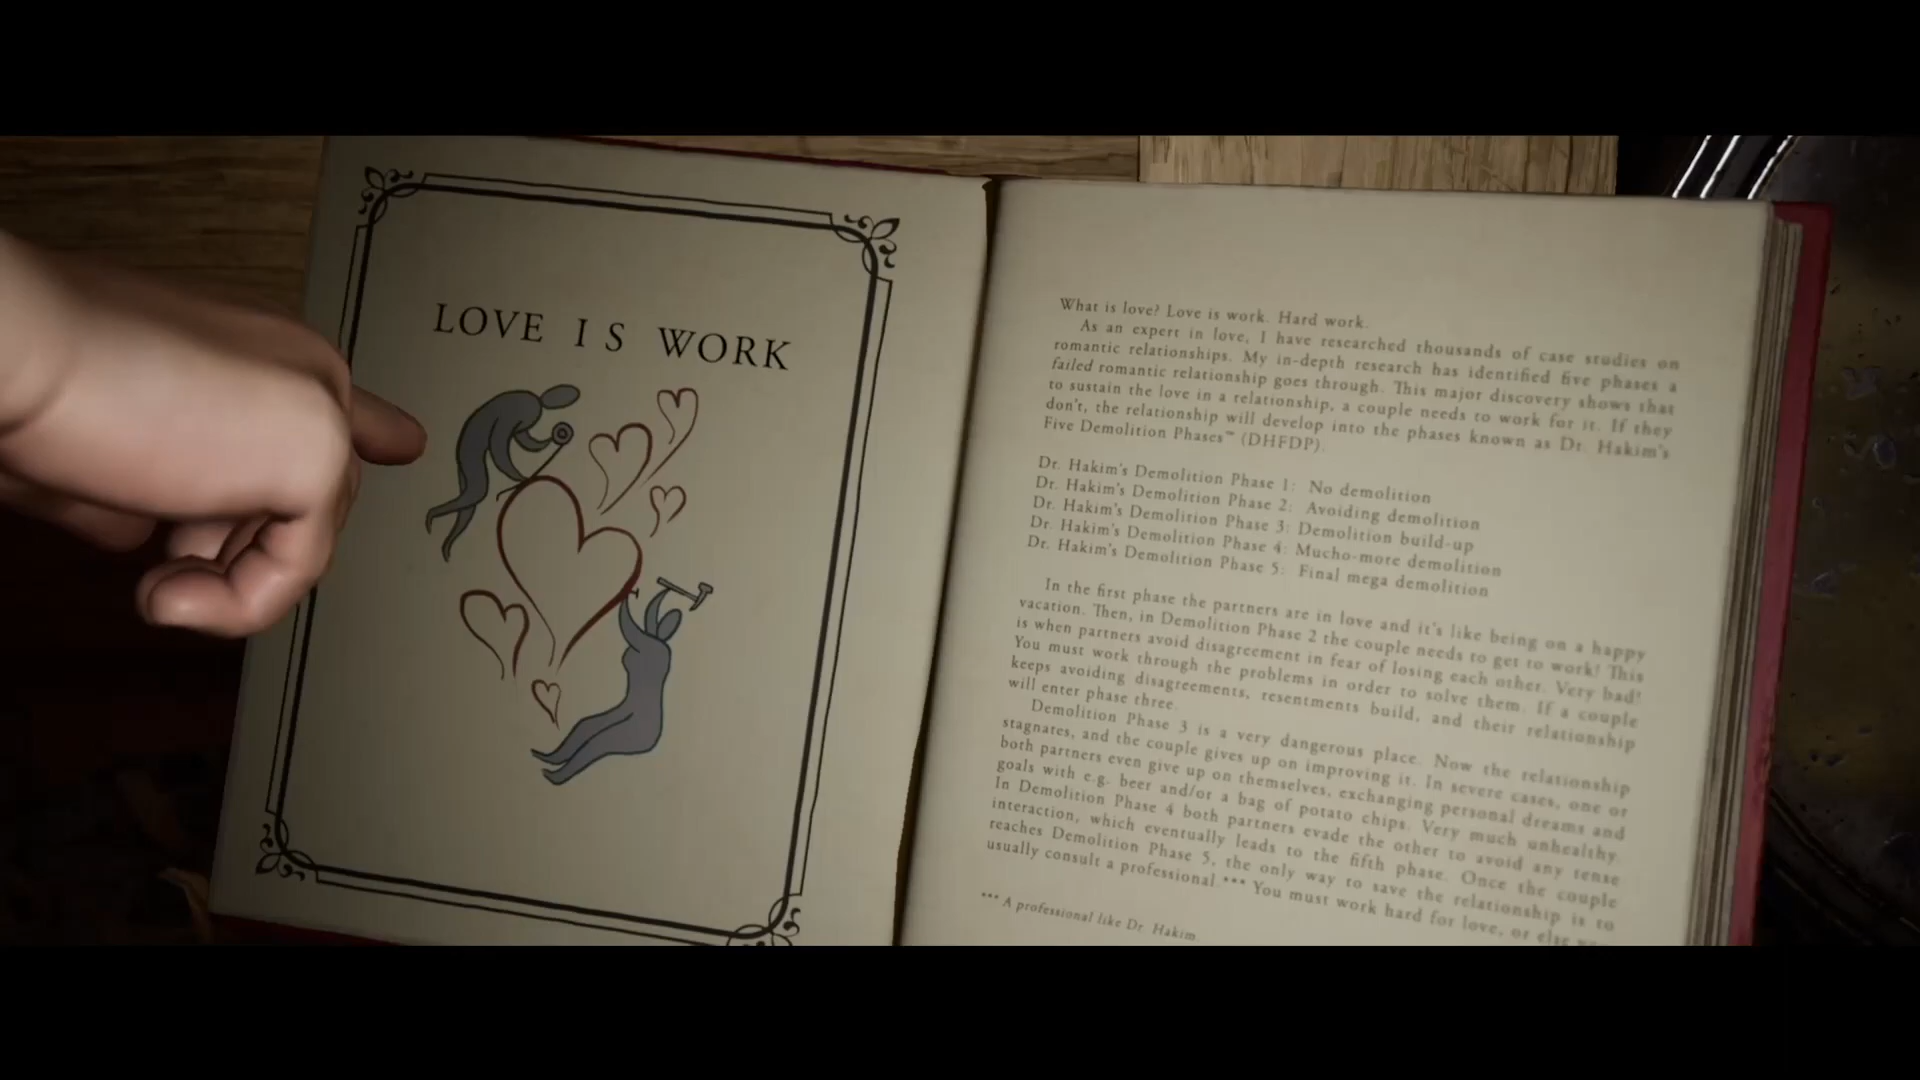 LOVE IS WORK
What is love? Love is work. Hard work.
As an expert in love, I have researched thousands of case studies on
romantic relationships. My in-depth research has identified five phases a
failed romantic relationship goes through. This major discovery shows that
to sustain the love in a relationship, a couple needs to work for it. If they
don't, the relationship will develop into the phases known as Dr. Hakim's
Five Demolition Phases™ (DHFDP).
Dr. Hakim's Demolition Phase 1: No demolition
Dr. Hakim's Demolition Phase 2: Avoiding demolition
Dr. Hakim's Demolition Phase 3: Demolition build-up
Dr. Hakim's Demolition Phase 4: Mucho-more demolition
Dr. Hakim's Demolition Phase 5: Final mega demolition
In the first phase the partners are in love and it's like being on a happy
vacation. Then, in Demolition Phase 2 the couple needs to get to work! This
is when partners avoid disagreement in fear of losing each other. Very bad!
You must work through the problems in order to solve them. If a couple
keeps avoiding disagreements, resentments build, and their relationship
will enter phase three.
Demolition Phase 3 is a very dangerous place. Now the relationship
stagnates, and the couple gives up on improving it. In severe cases, one or
both partners even give up on themselves, exchanging personal dreams and
goals with e.g. beer and/or a bag of potato chips. Very much unhealthy.
In Demolition Phase 4 both partners evade the other to avoid any tense
interaction, which eventually leads to the fifth phase. Once the couple
reaches Demolition Phase 5, the only way to save the relationship is to
usually consult a professional.*** You must work hard for love, or else
*** A professional like Dr. Hakim